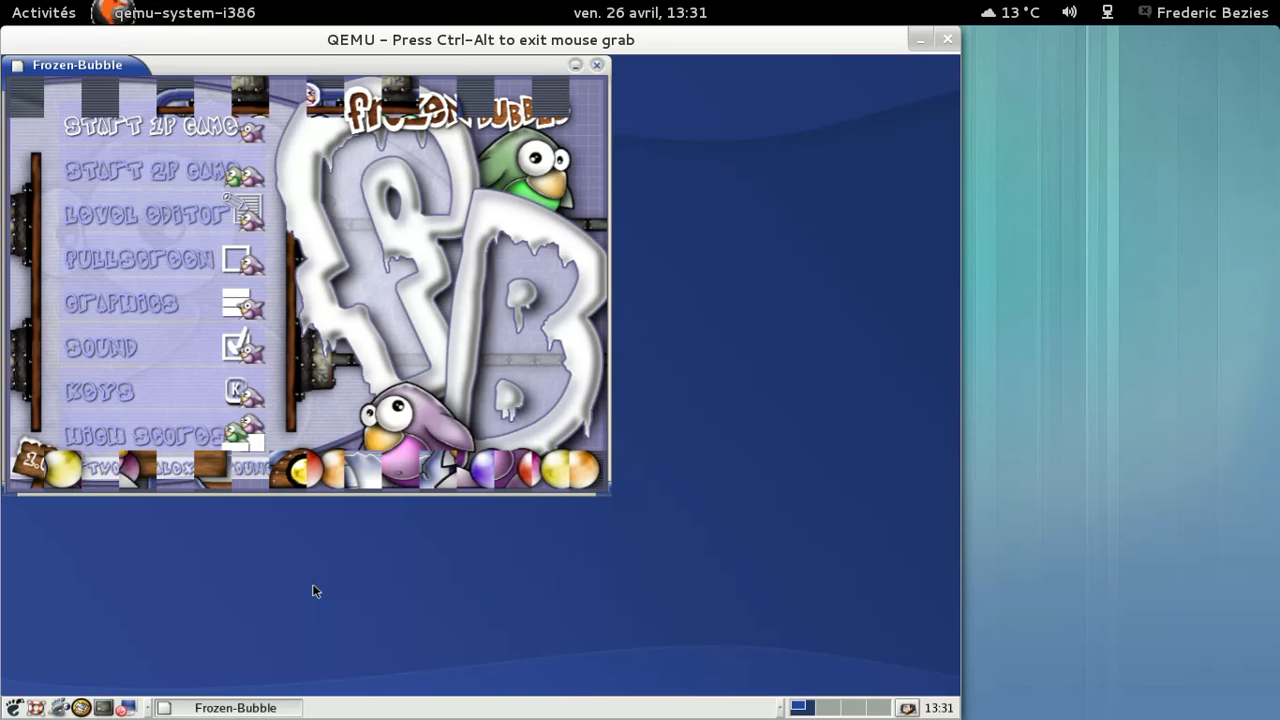 Activités qemu-system-i386 ven. 26 avril, 13:31 13 °C Frederic Bezies
QEMU – Press Ctrl-Alt to exit mouse grab
Frozen-Bubble
frozen bubble
START 1P GAME
START 2P GAME
LEVEL EDITOR
FULLSCREEN
GRAPHICS
SOUND
KEYS
K
HIGH SCORES
FB
Frozen-Bubble 13:31